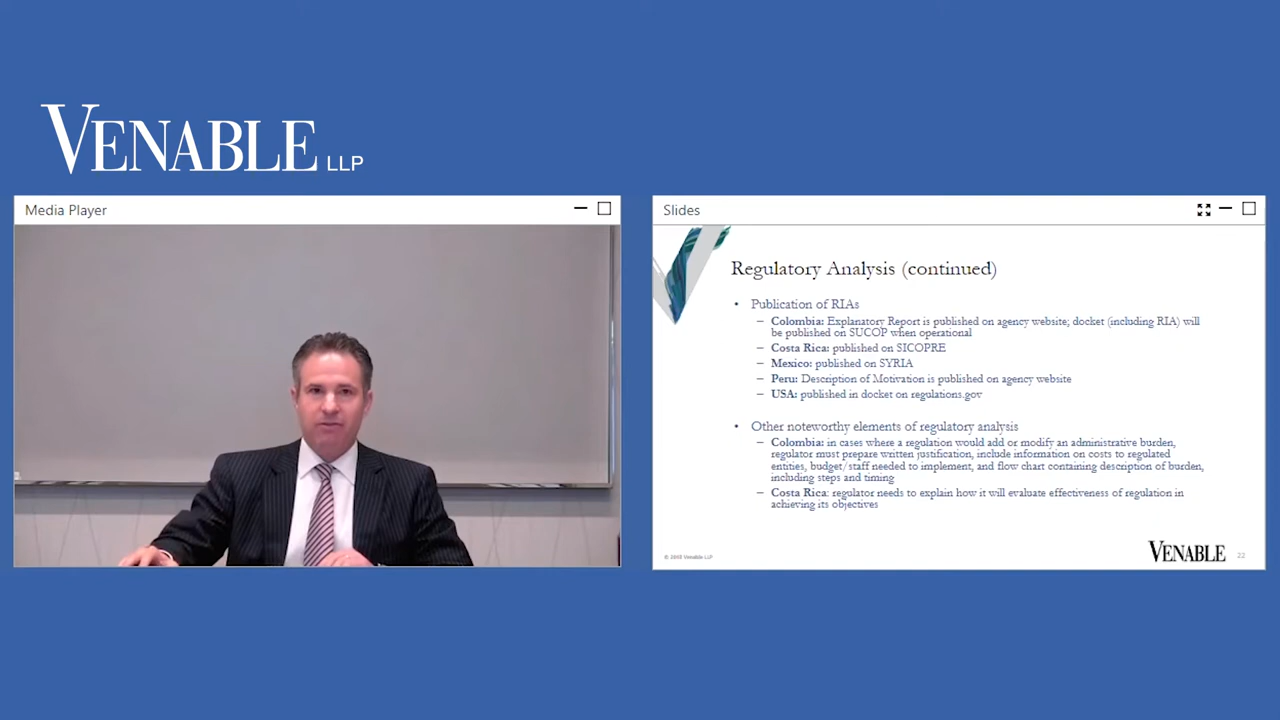 VENABLE LLP
Media Player
Slides
Regulatory Analysis (continued)
• Publication of RIAs
– Colombia: Explanatory Report is published on agency website; docket (including RIA) will
be published on SUCOP when operational
– Costa Rica: published on SICOPRE
– Mexico: published on SYRIA
– Peru: Description of Motivation is published on agency website
– USA: published in docket on regulations.gov
• Other noteworthy elements of regulatory analysis
– Colombia: in cases where a regulation would add or modify an administrative burden,
regulator must prepare written justification, include information on costs to regulated
entities, budget/staff needed to implement, and flow chart containing description of burden,
including steps and timing
– Costa Rica: regulator needs to explain how it will evaluate effectiveness of regulation in
achieving its objectives
© Venable LLP
VENABLE
22